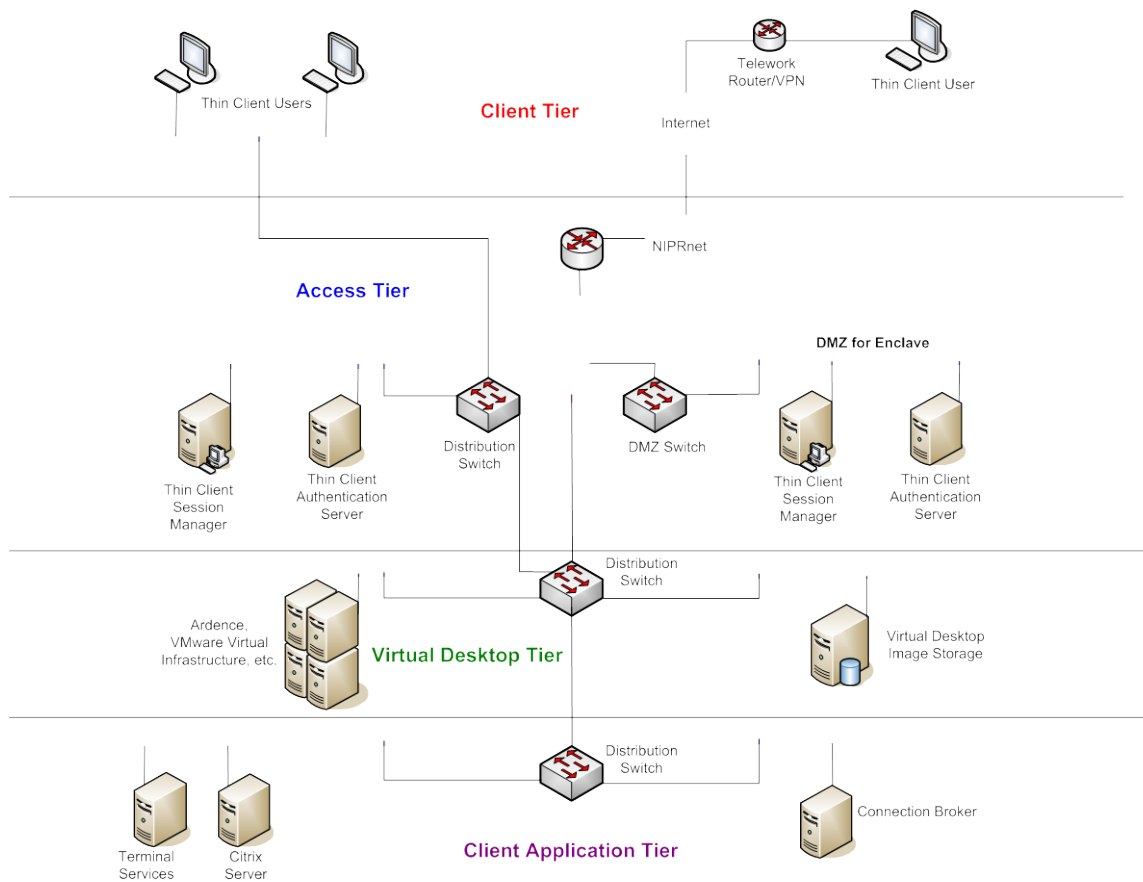 Thin Client Users
Client Tier
Telework
Router/VPN
Thin Client User
Internet
NIPRnet
Access Tier
DMZ for Enclave
Distribution
Switch
DMZ Switch
Thin Client
Session
Manager
Thin Client
Authentication
Server
Thin Client
Session
Manager
Thin Client
Authentication
Server
Distribution
Switch
Ardence,
VMware Virtual
Infrastructure, etc.
Virtual Desktop Tier
Virtual Desktop
Image Storage
Distribution
Switch
Terminal
Services
Citrix
Server
Client Application Tier
Connection Broker